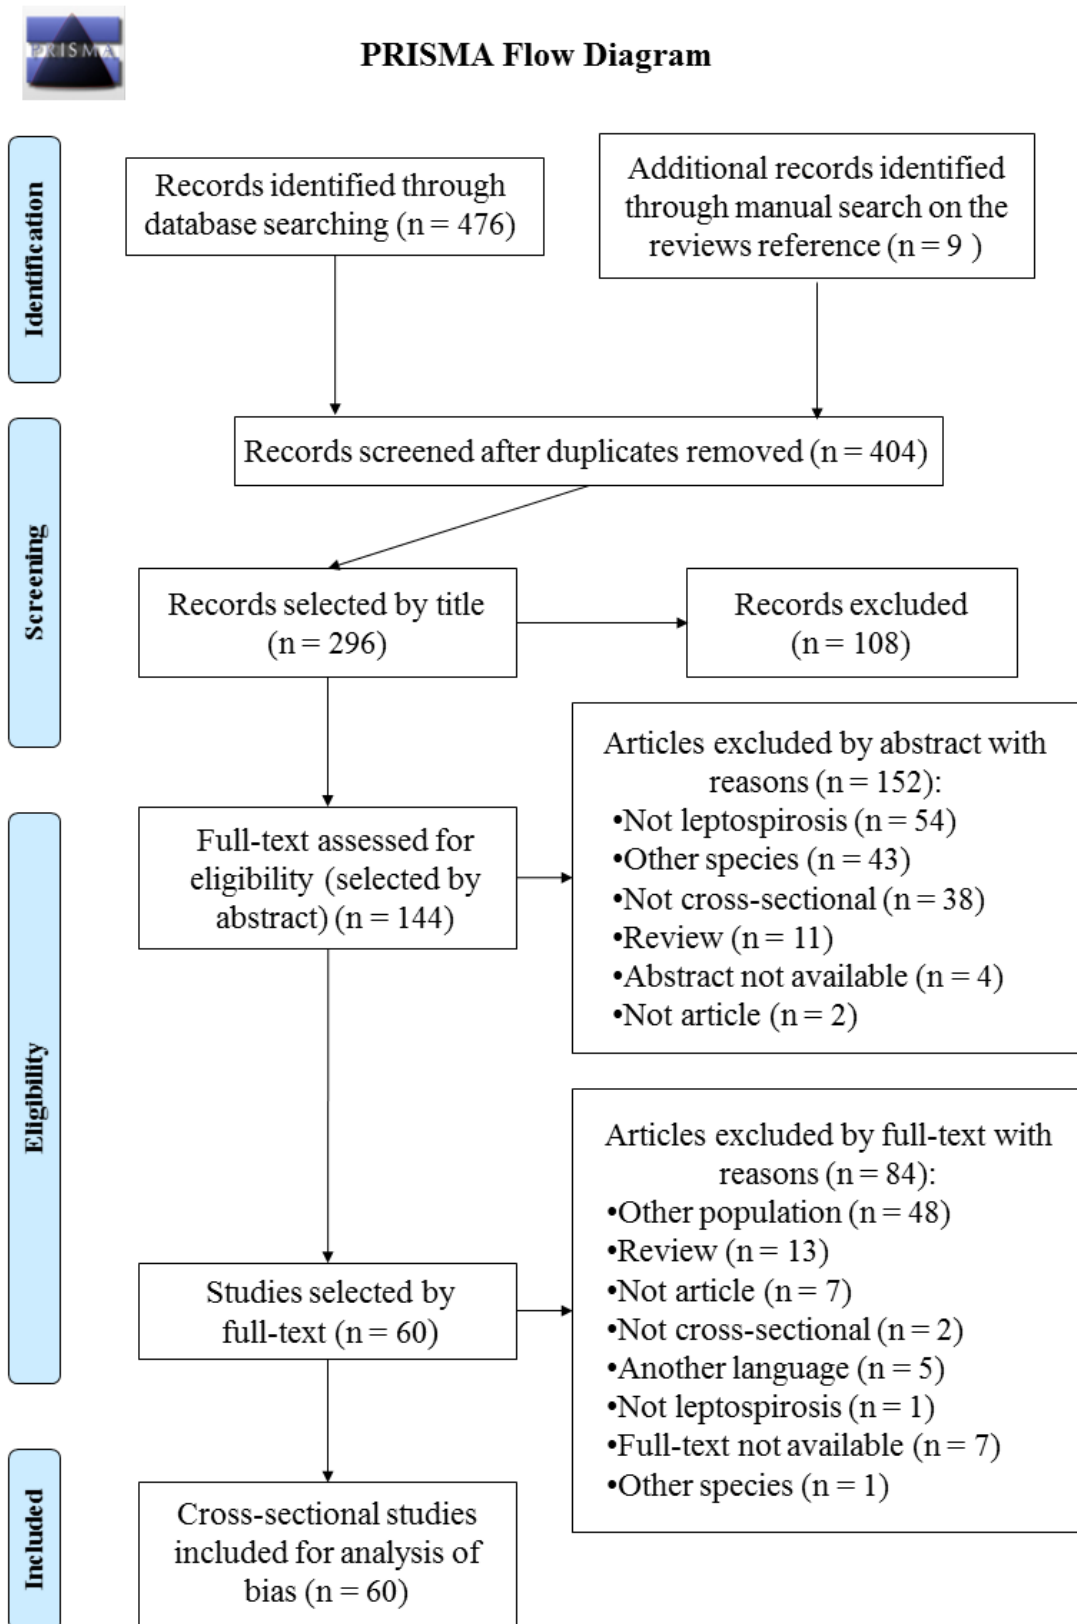 PRISMA
PRISMA Flow Diagram
Identification
Records identified through
database searching (n = 476)
Additional records identified
through manual search on the
reviews reference (n = 9 )
Screening
Records screened after duplicates removed (n = 404)
Records selected by title
(n = 296)
Records excluded
(n = 108)
Eligibility
Full-text assessed for
eligibility (selected by
abstract) (n = 144)
Articles excluded by abstract with
reasons (n = 152):
•Not leptospirosis (n = 54)
•Other species (n = 43)
•Not cross-sectional (n = 38)
•Review (n = 11)
•Abstract not available (n = 4)
•Not article (n = 2)
Studies selected by
full-text (n = 60)
Articles excluded by full-text with
reasons (n = 84):
•Other population (n = 48)
•Review (n = 13)
•Not article (n = 7)
•Not cross-sectional (n = 2)
•Another language (n = 5)
•Not leptospirosis (n = 1)
•Full-text not available (n = 7)
•Other species (n = 1)
Included
Cross-sectional studies
included for analysis of
bias (n = 60)